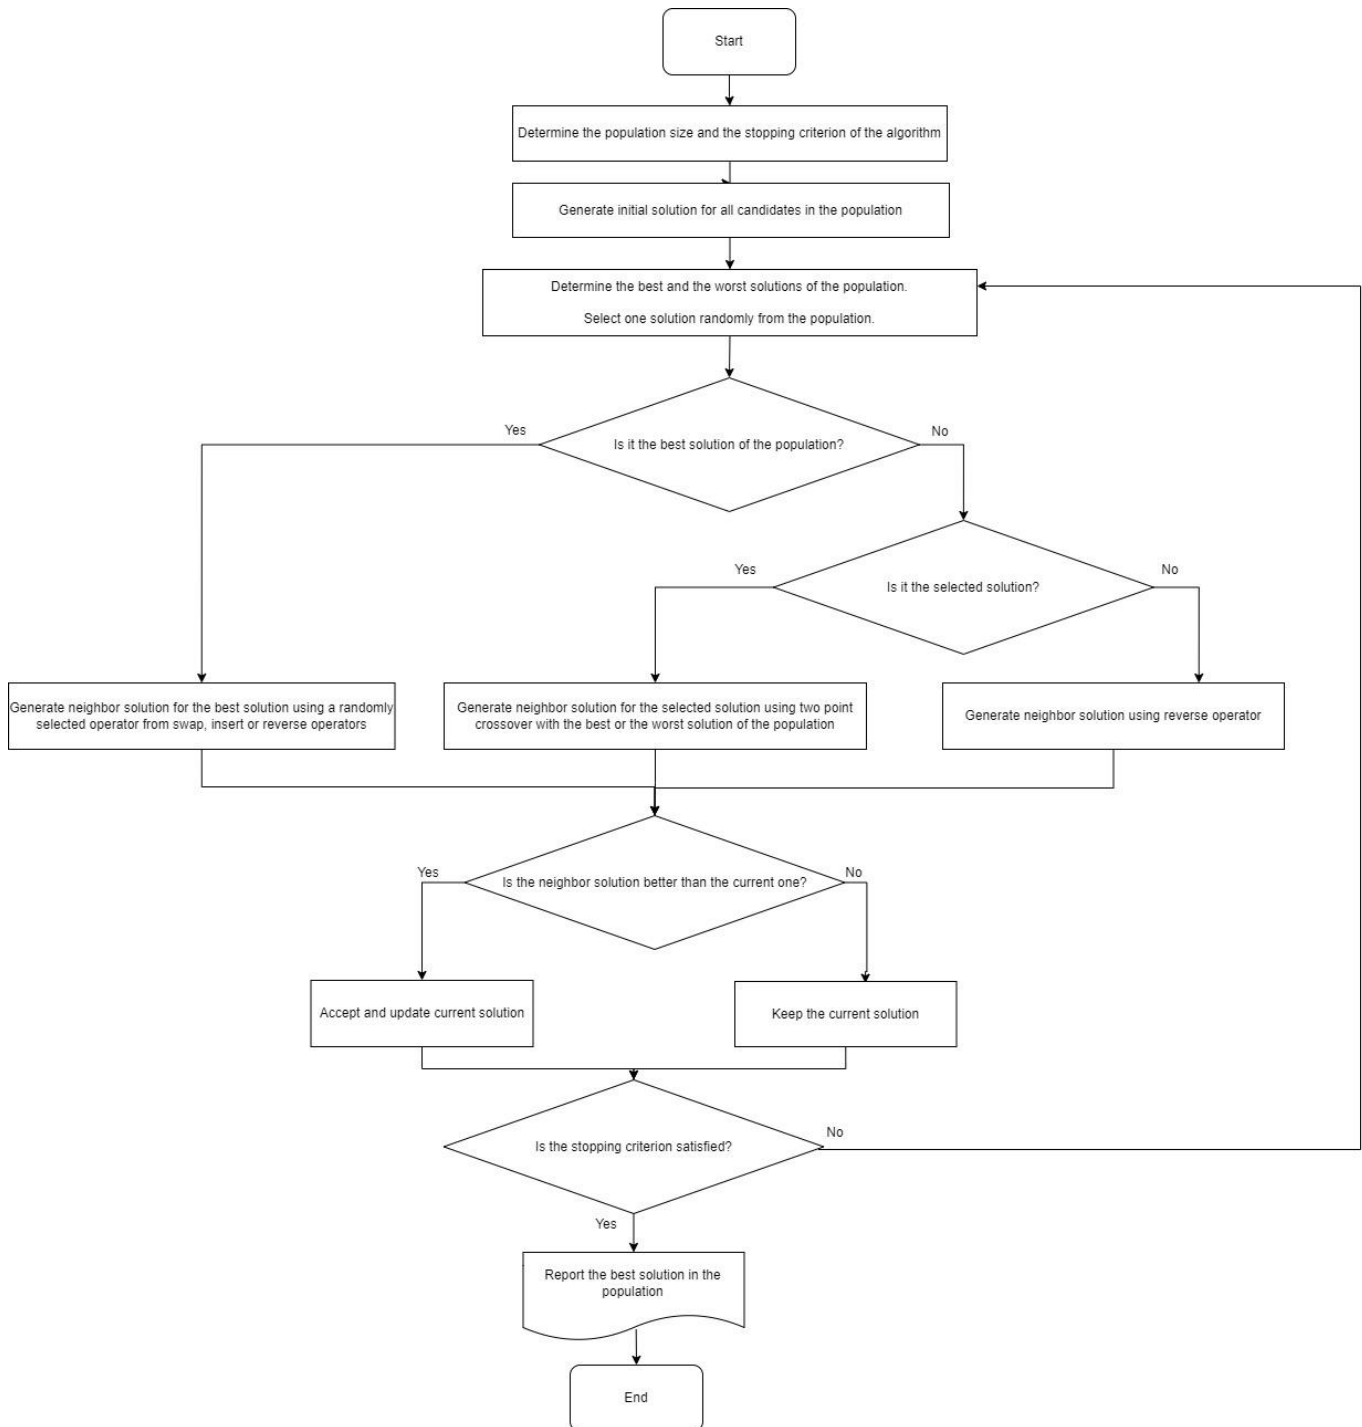 Start
Determine the population size and the stopping criterion of the algorithm
Generate initial solution for all candidates in the population
Determine the best and the worst solutions of the population.
Select one solution randomly from the population.
Yes
Is it the best solution of the population?
No
Yes
Is it the selected solution?
No
Generate neighbor solution for the best solution using a randomly
selected operator from swap, insert or reverse operators
Generate neighbor solution for the selected solution using two point
crossover with the best or the worst solution of the population
Generate neighbor solution using reverse operator
Yes
Is the neighbor solution better than the current one?
No
Accept and update current solution
Keep the current solution
Is the stopping criterion satisfied?
No
Yes
Report the best solution in the
population
End